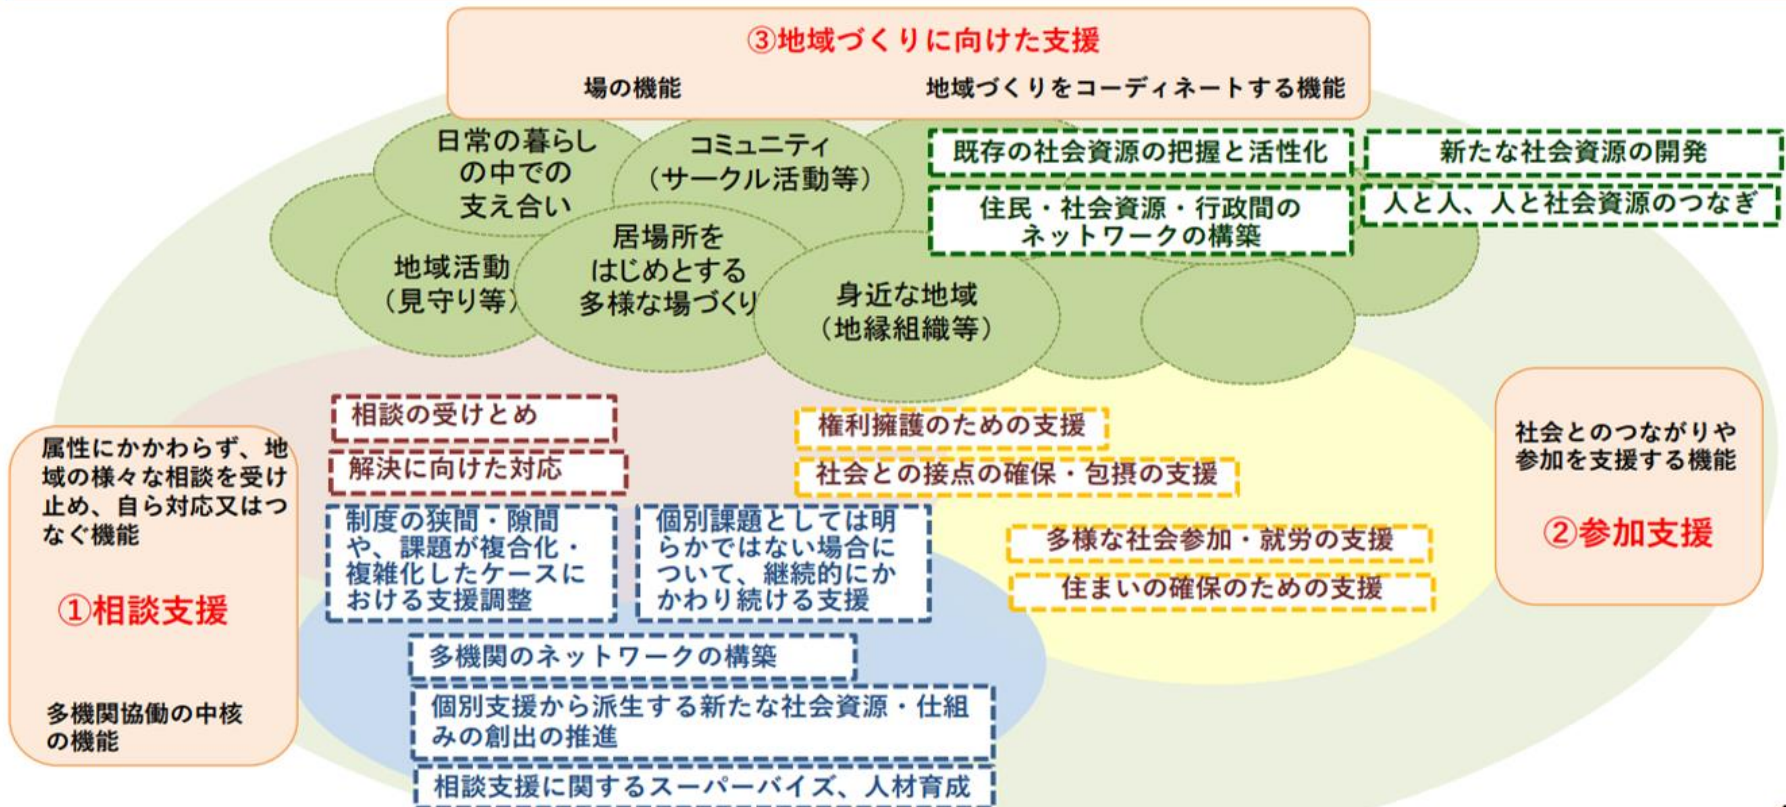 ③地域づくりに向けた支援
場の機能
地域づくりをコーディネートする機能
日常の暮らし
の中での
支え合い
コミュニティ
（サークル活動等）
既存の社会資源の把握と活性化
新たな社会資源の開発
住民・社会資源・行政間の
ネットワークの構築
人と人、人と社会資源のつなぎ
地域活動
（見守り等）
居場所を
はじめとする
多様な場づくり
身近な地域
（地縁組織等）
属性にかかわらず、地
域の様々な相談を受け
止め、自ら対応又はつ
なぐ機能
①相談支援
多機関協働の中核
の機能
相談の受けとめ
解決に向けた対応
制度の狭間・隙間
や、課題が複合化・
複雑化したケースに
おける支援調整
個別課題としては明
らかではない場合に
ついて、継続的にか
かわり続ける支援
多機関のネットワークの構築
個別支援から派生する新たな社会資源・仕組
みの創出の推進
相談支援に関するスーパーバイズ、人材育成
権利擁護のための支援
社会との接点の確保・包摂の支援
多様な社会参加・就労の支援
住まいの確保のための支援
社会とのつながりや
参加を支援する機能
②参加支援